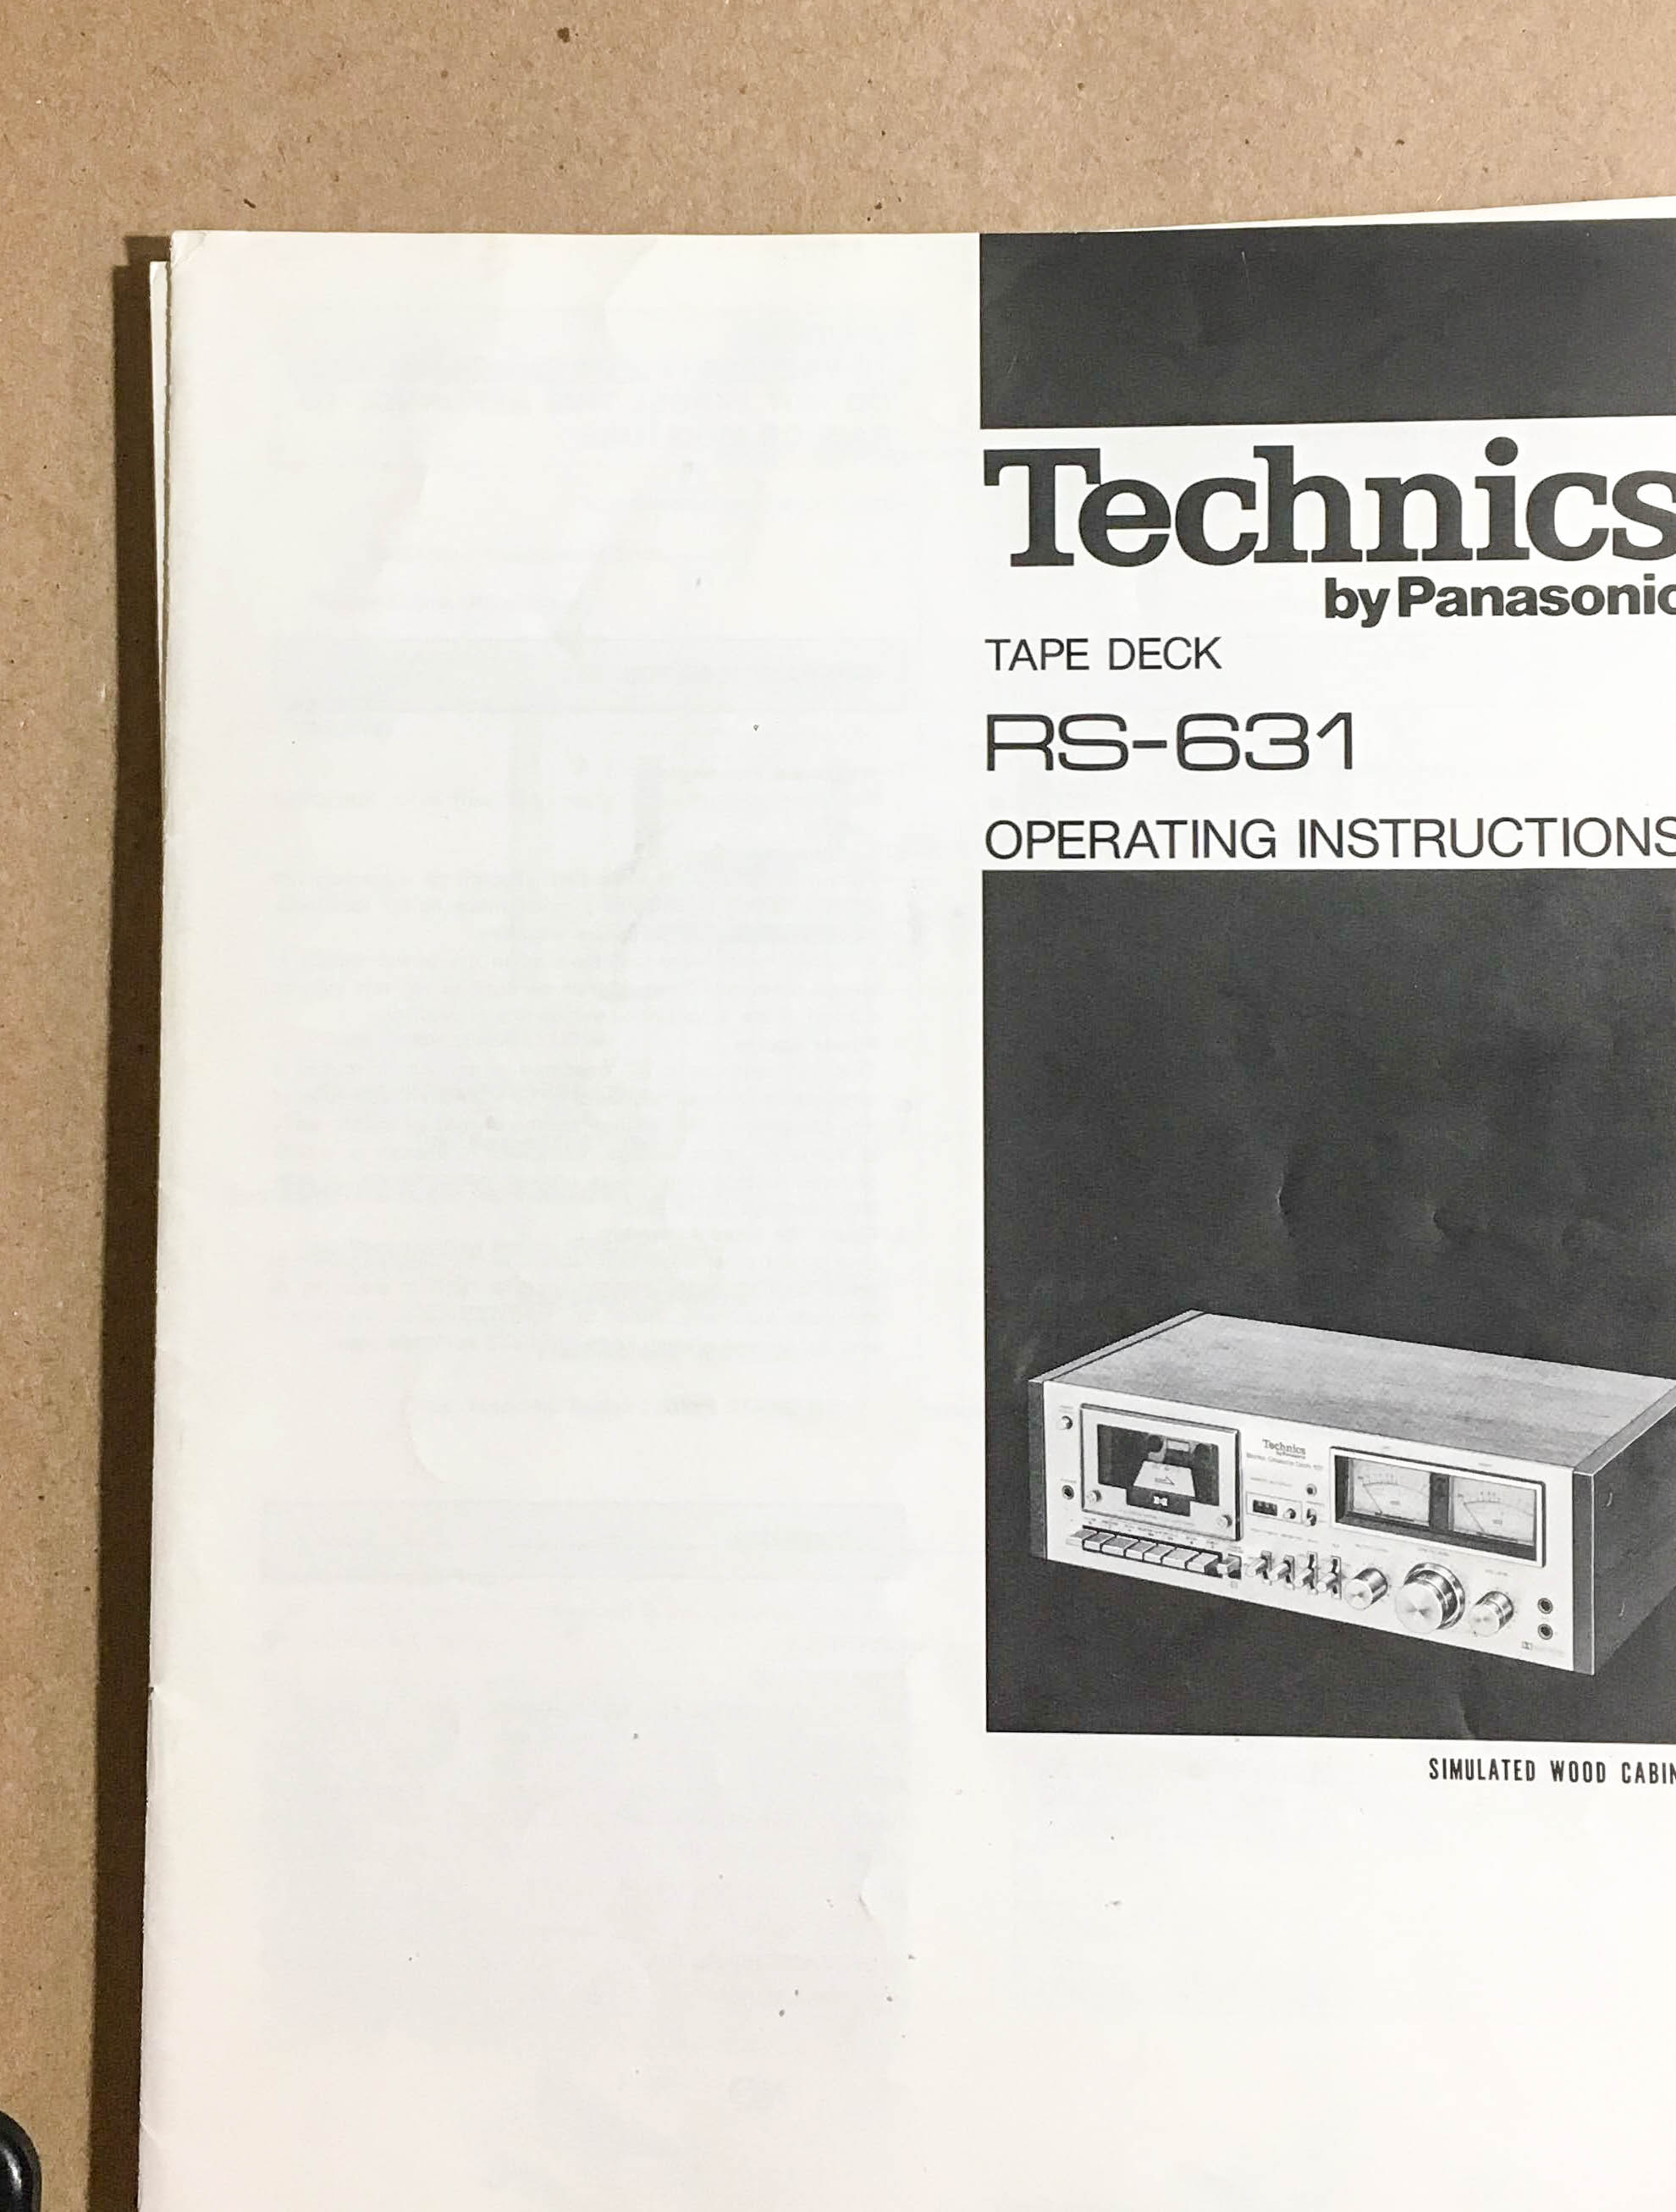 Technics
by Panasonic
TAPE DECK
RS-631
OPERATING INSTRUCTIONS
Technics
SIMULATED WOOD CABIN